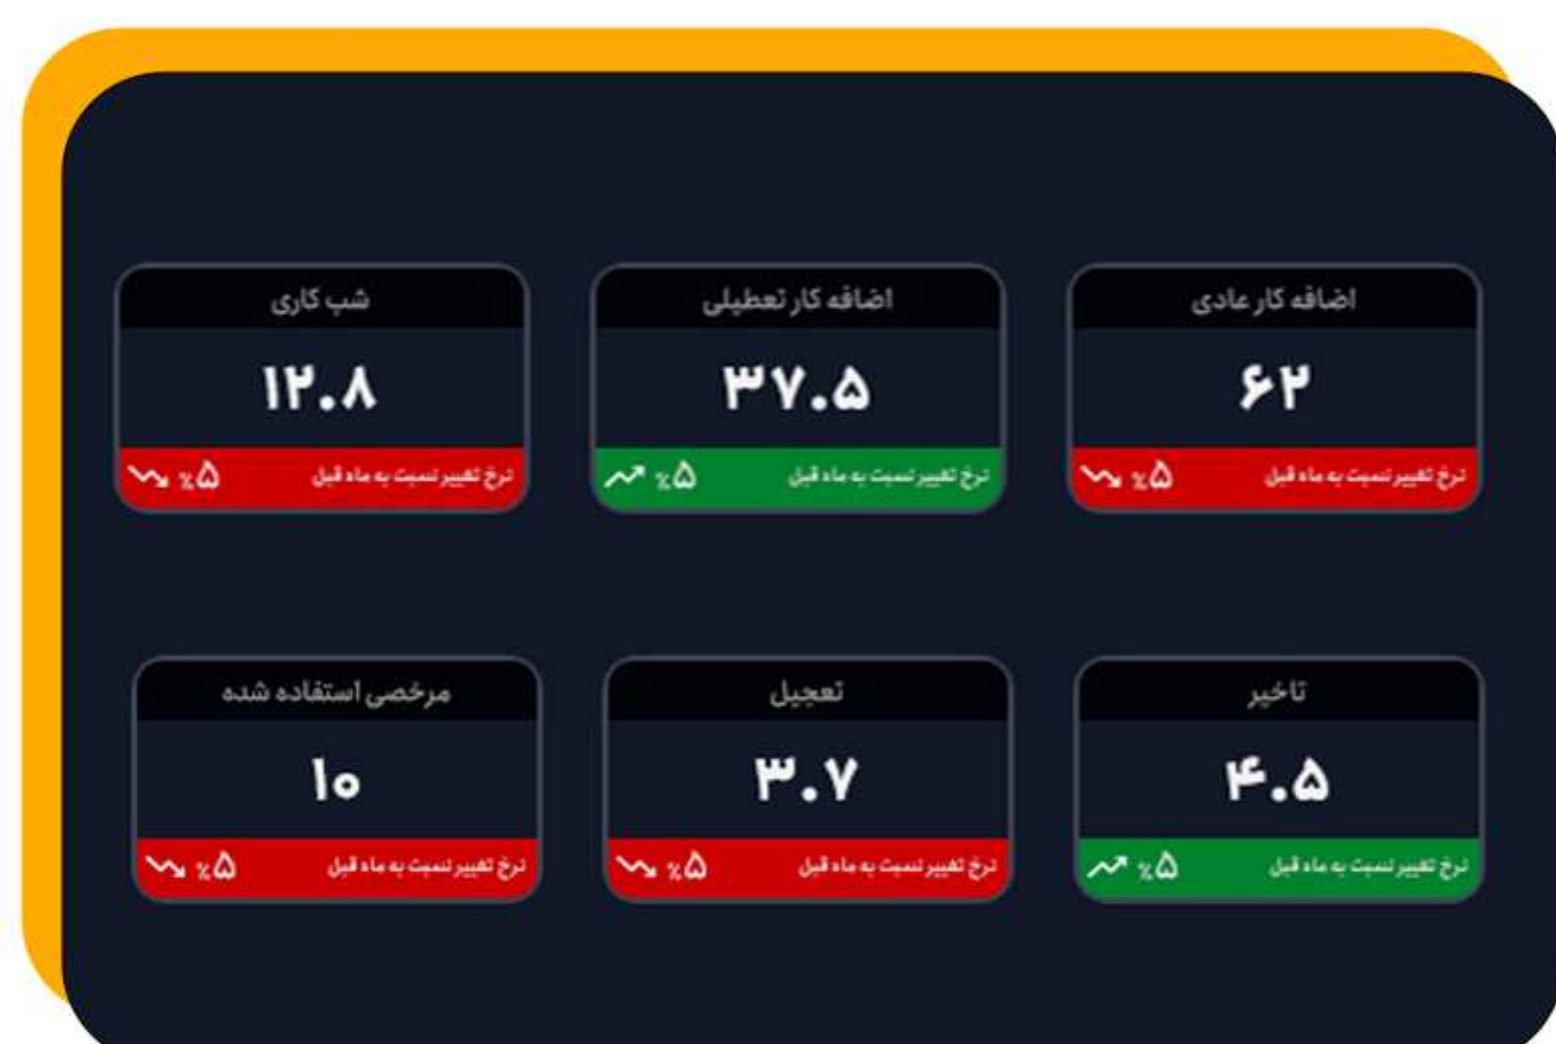 اضافه کار عادی
۶۲
نرخ تغییر نسبت به ماه قبل ۵٪
اضافه کار تعطیلی
۳۷.۵
نرخ تغییر نسبت به ماه قبل ۵٪
شب کاری
۱۲.۸
نرخ تغییر نسبت به ماه قبل ۵٪
تاخیر
۴.۵
نرخ تغییر نسبت به ماه قبل ۵٪
تعجیل
۳.۷
نرخ تغییر نسبت به ماه قبل ۵٪
مرخصی استفاده شده
۱۰
نرخ تغییر نسبت به ماه قبل ۵٪